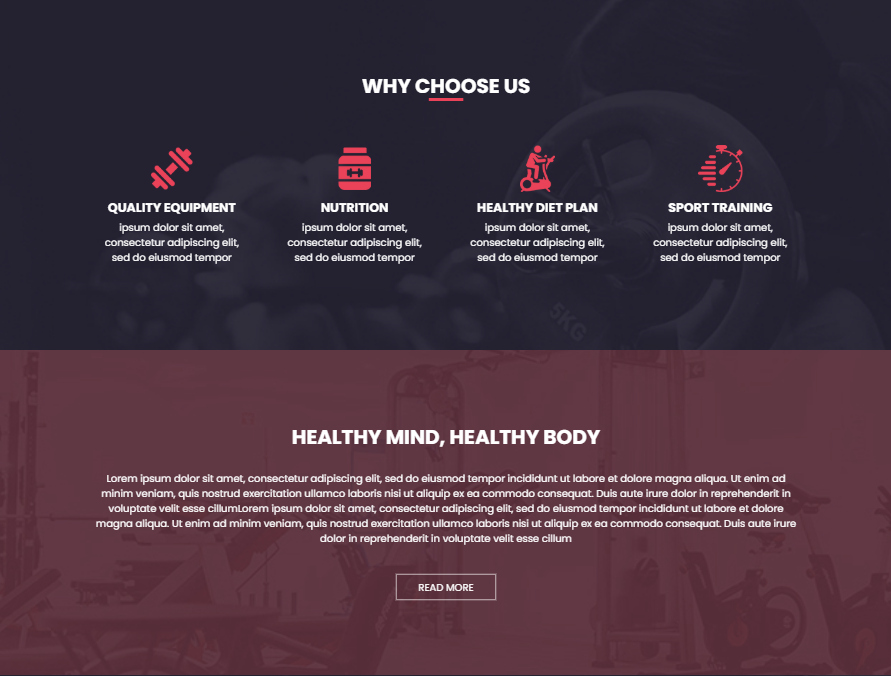 WHY CHOOSE US
QUALITY EQUIPMENT
ipsum dolor sit amet,
consectetur adipiscing elit,
sed do eiusmod tempor
NUTRITION
ipsum dolor sit amet,
consectetur adipiscing elit,
sed do eiusmod tempor
HEALTHY DIET PLAN
ipsum dolor sit amet,
consectetur adipiscing elit,
sed do eiusmod tempor
SPORT TRAINING
ipsum dolor sit amet,
consectetur adipiscing elit,
sed do eiusmod tempor
5KG
HEALTHY MIND, HEALTHY BODY
Lorem ipsum dolor sit amet, consectetur adipiscing elit, sed do eiusmod tempor incididunt ut labore et dolore magna aliqua. Ut enim ad
minim veniam, quis nostrud exercitation ullamco laboris nisi ut aliquip ex ea commodo consequat. Duis aute irure dolor in reprehenderit in
voluptate velit esse cillumLorem ipsum dolor sit amet, consectetur adipiscing elit, sed do eiusmod tempor incididunt ut labore et dolore
magna aliqua. Ut enim ad minim veniam, quis nostrud exercitation ullamco laboris nisi ut aliquip ex ea commodo consequat. Duis aute irure
dolor in reprehenderit in voluptate velit esse cillum
READ MORE